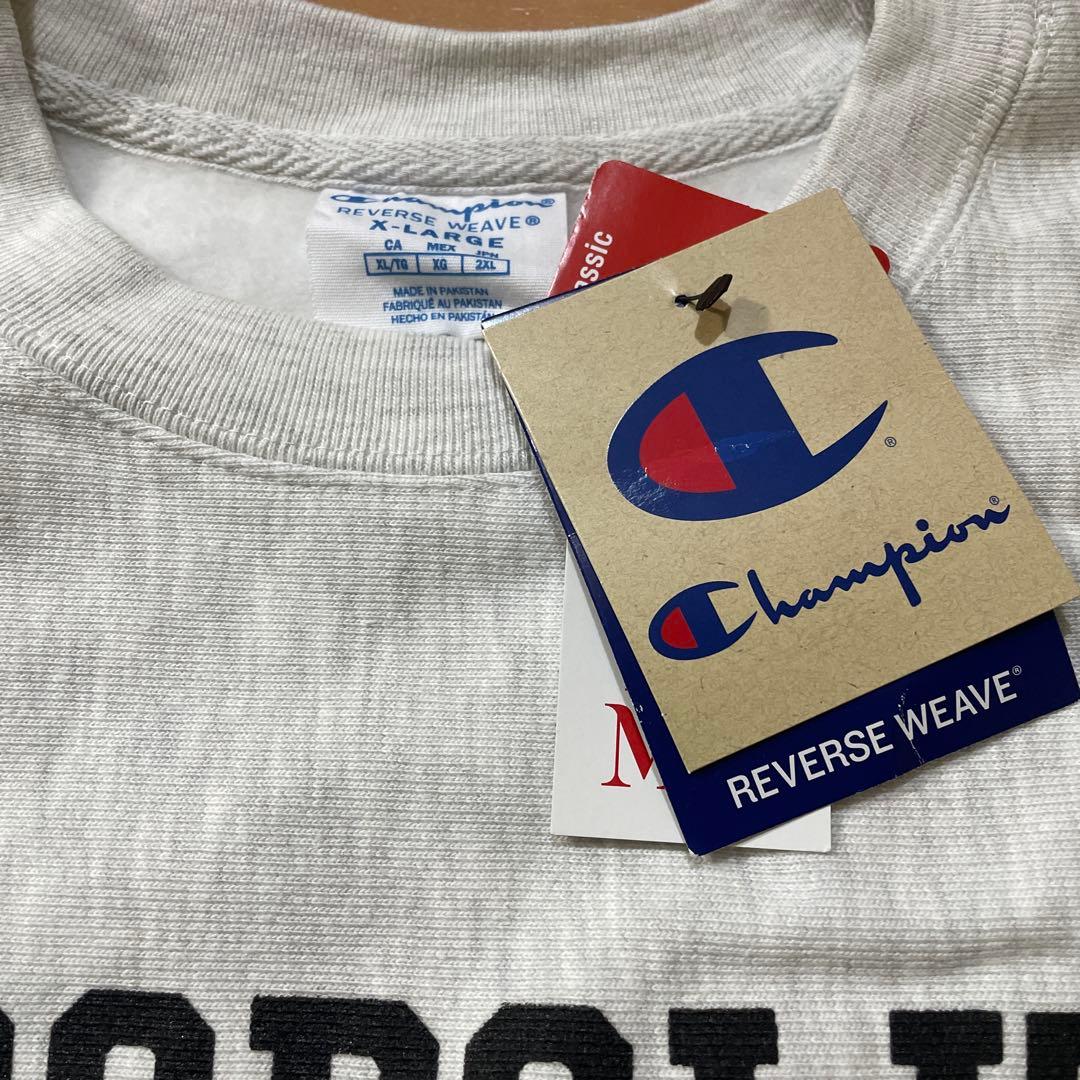 Champion®
REVERSE WEAVE®
X-LARGE
CA MEX JPN
XL/TG XG 2XL
MADE IN PAKISTAN
FABRIQUÉ AU PAKISTAN
HECHO EN PAKISTÁN
®
Champion®
REVERSE WEAVE®
M